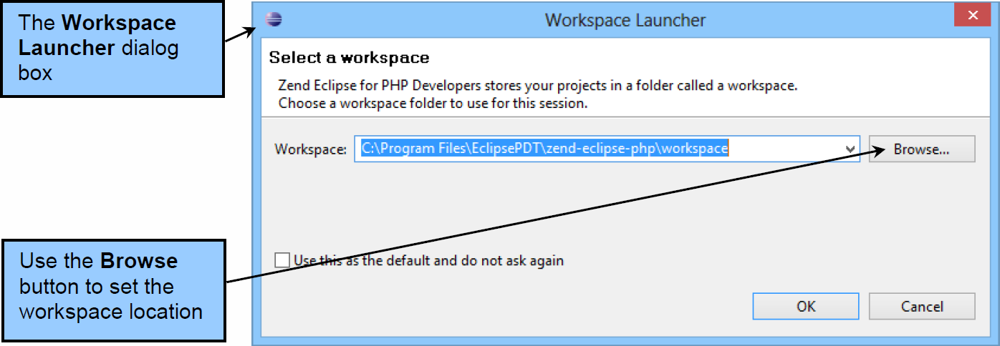 The Workspace
Launcher dialog
box
Workspace Launcher
Select a workspace
Zend Eclipse for PHP Developers stores your projects in a folder called a workspace.
Choose a workspace folder to use for this session.
Workspace:
C:\Program Files\EclipsePDT\zend-eclipse-php\workspace
Browse...
Use this as the default and do not ask again
Use the Browse
button to set the
workspace location
OK
Cancel